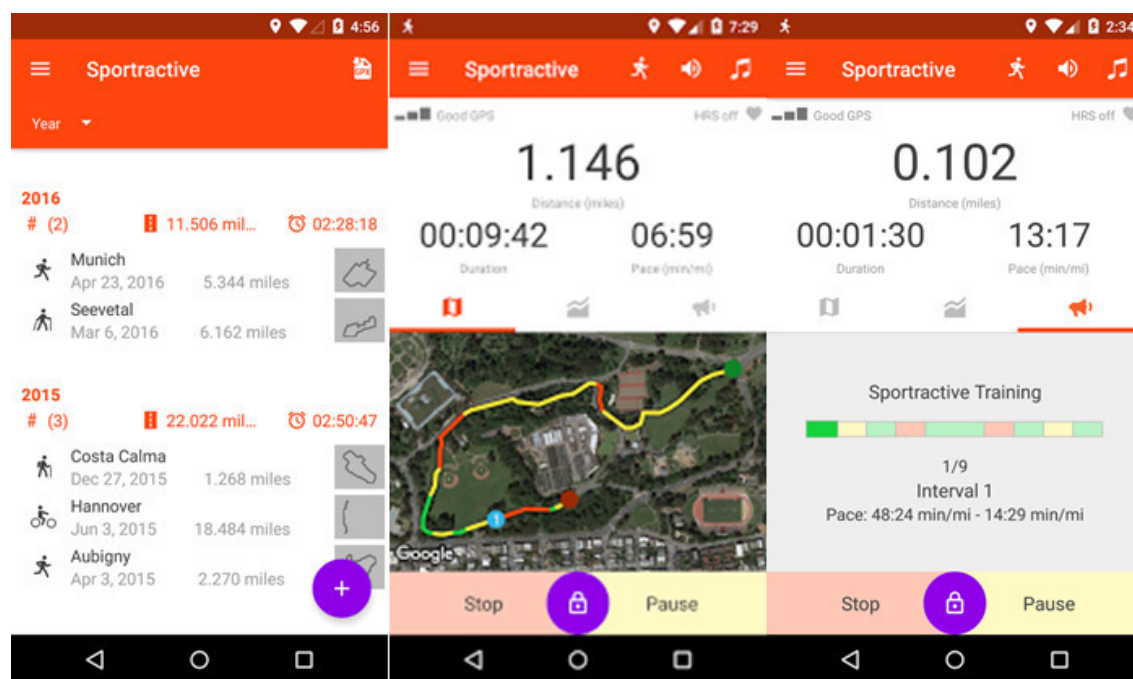 4:56
Sportractive
GPX
Year
2016
# (2) 11.506 mil... 02:28:18
Munich
Apr 23, 2016 5.344 miles
Seevetal
Mar 6, 2016 6.162 miles
2015
# (3) 22.022 mil... 02:50:47
Costa Calma
Dec 27, 2015 1.268 miles
Hannover
Jun 3, 2015 18.484 miles
Aubigny
Apr 3, 2015 2.270 miles
+
7:29
Sportractive
Good GPS HRS off
1.146
Distance (miles)
00:09:42 06:59
Duration Pace (min/mi)
1
Google
Stop Pause
2:34
Sportractive
Good GPS HRS off
0.102
Distance (miles)
00:01:30 13:17
Duration Pace (min/mi)
Sportractive Training
1/9
Interval 1
Pace: 48:24 min/mi - 14:29 min/mi
Stop Pause